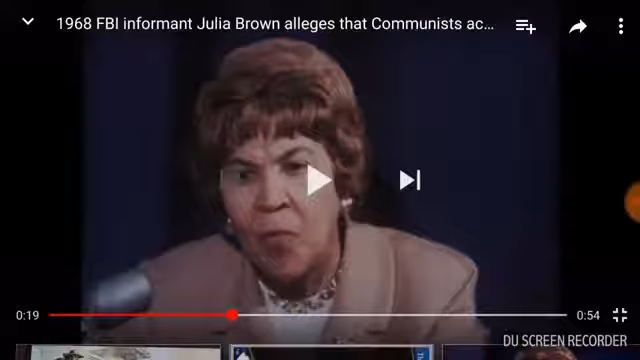 1968 FBI informant Julia Brown alleges that Communists ac...
0:19
0:54
DU SCREEN RECORDER